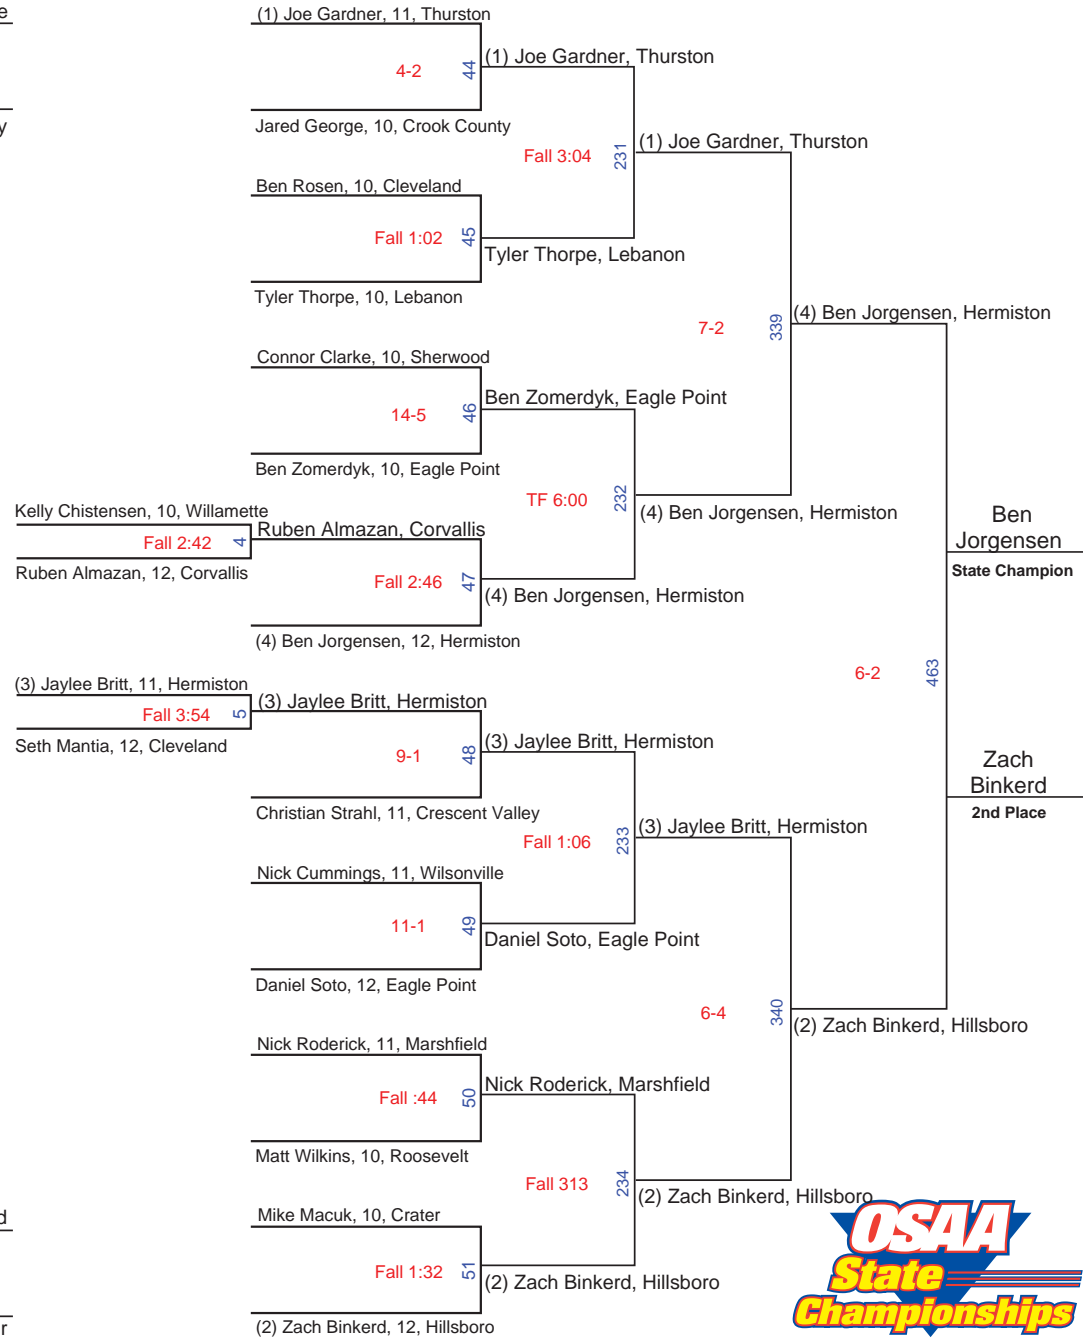 e
(1) Joe Gardner, 11, Thurston
4-2
44
(1) Joe Gardner, Thurston
y
Jared George, 10, Crook County
Fall 3:04
231
(1) Joe Gardner, Thurston
Ben Rosen, 10, Cleveland
Fall 1:02
45
Tyler Thorpe, Lebanon
Tyler Thorpe, 10, Lebanon
7-2
339
(4) Ben Jorgensen, Hermiston
Connor Clarke, 10, Sherwood
14-5
46
Ben Zomerdyk, Eagle Point
Ben Zomerdyk, 10, Eagle Point
TF 6:00
232
(4) Ben Jorgensen, Hermiston
Kelly Chistensen, 10, Willamette
Fall 2:42
4
Ruben Almazan, Corvallis
Ruben Almazan, 12, Corvallis
Fall 2:46
47
(4) Ben Jorgensen, Hermiston
(4) Ben Jorgensen, 12, Hermiston
Ben
Jorgensen
State Champion
6-2
463
(3) Jaylee Britt, 11, Hermiston
Fall 3:54
5
(3) Jaylee Britt, Hermiston
Seth Mantia, 12, Cleveland
9-1
48
(3) Jaylee Britt, Hermiston
Christian Strahl, 11, Crescent Valley
Fall 1:06
233
(3) Jaylee Britt, Hermiston
Zach
Binkerd
2nd Place
Nick Cummings, 11, Wilsonville
11-1
49
Daniel Soto, Eagle Point
Daniel Soto, 12, Eagle Point
6-4
340
(2) Zach Binkerd, Hillsboro
Nick Roderick, 11, Marshfield
Fall :44
50
Nick Roderick, Marshfield
Matt Wilkins, 10, Roosevelt
Fall 313
234
(2) Zach Binkerd, Hillsboro
d
Mike Macuk, 10, Crater
Fall 1:32
51
(2) Zach Binkerd, Hillsboro
r
(2) Zach Binkerd, 12, Hillsboro
OSAA
State
Championships